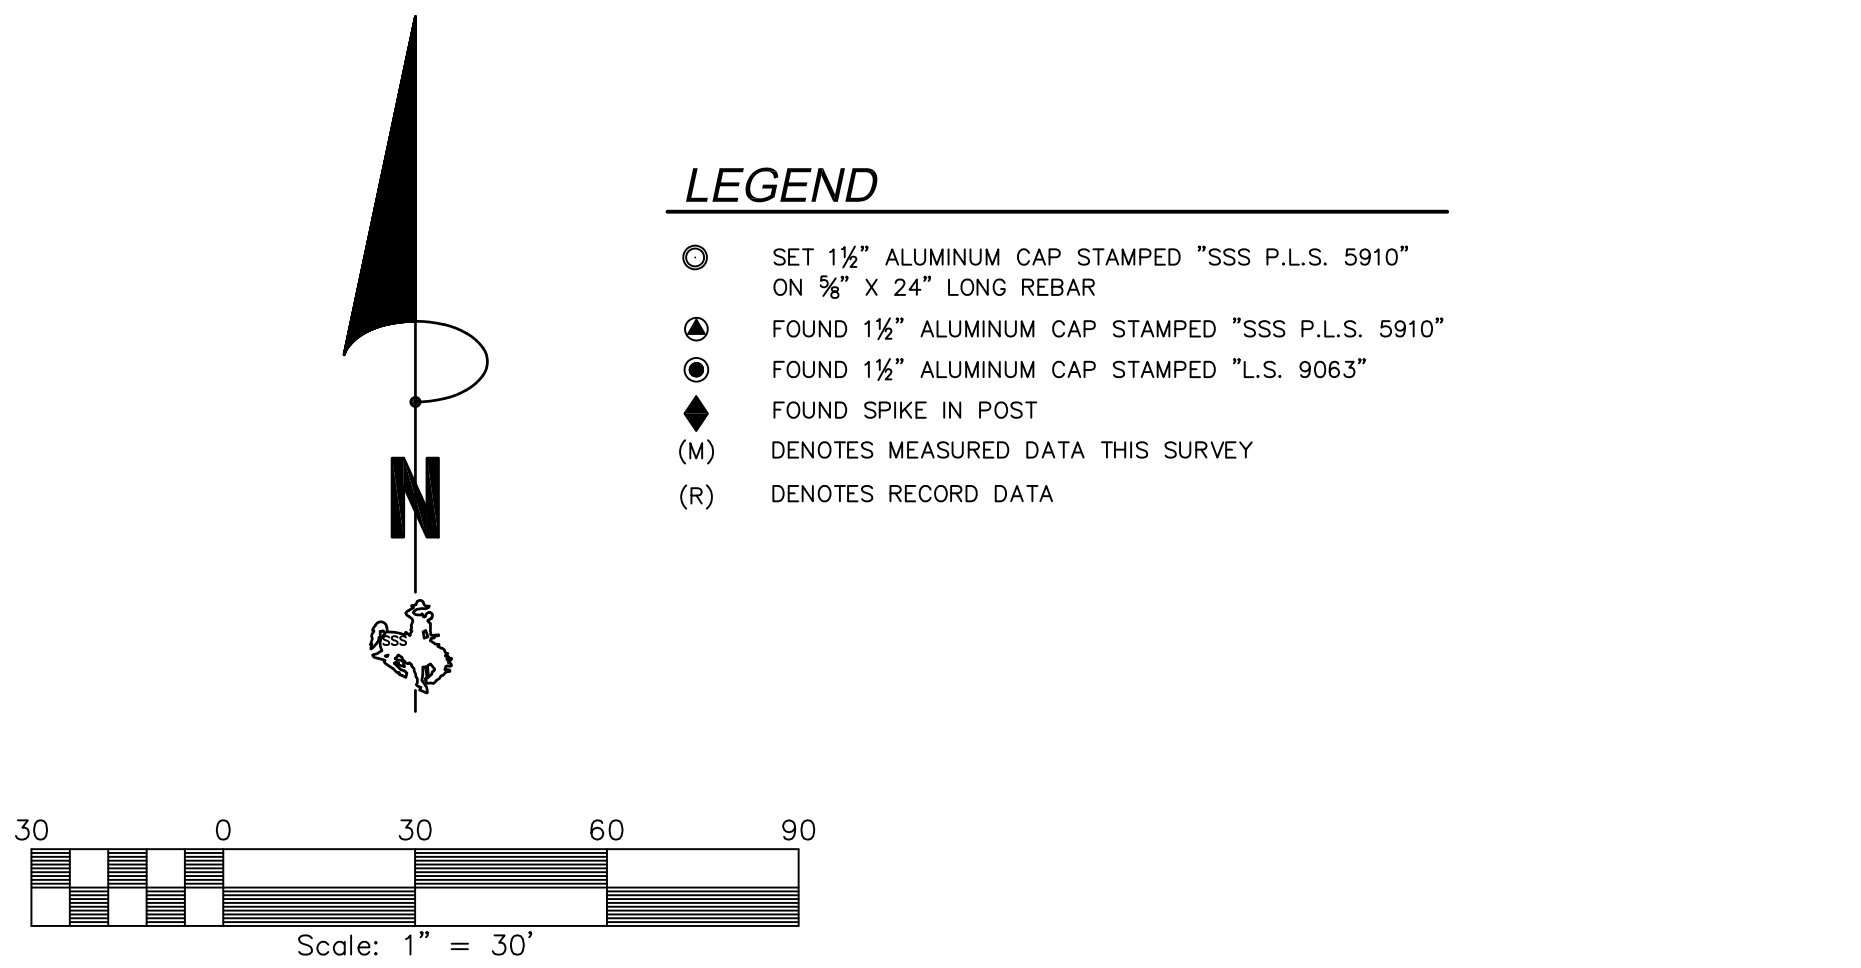 LEGEND
SET 1½” ALUMINUM CAP STAMPED ”SSS P.L.S. 5910”
ON ⅝” X 24” LONG REBAR
FOUND 1½” ALUMINUM CAP STAMPED ”SSS P.L.S. 5910”
FOUND 1½” ALUMINUM CAP STAMPED ”L.S. 9063”
FOUND SPIKE IN POST
(M) DENOTES MEASURED DATA THIS SURVEY
(R) DENOTES RECORD DATA
N
SSS
30 0 30 60 90
Scale: 1” = 30’